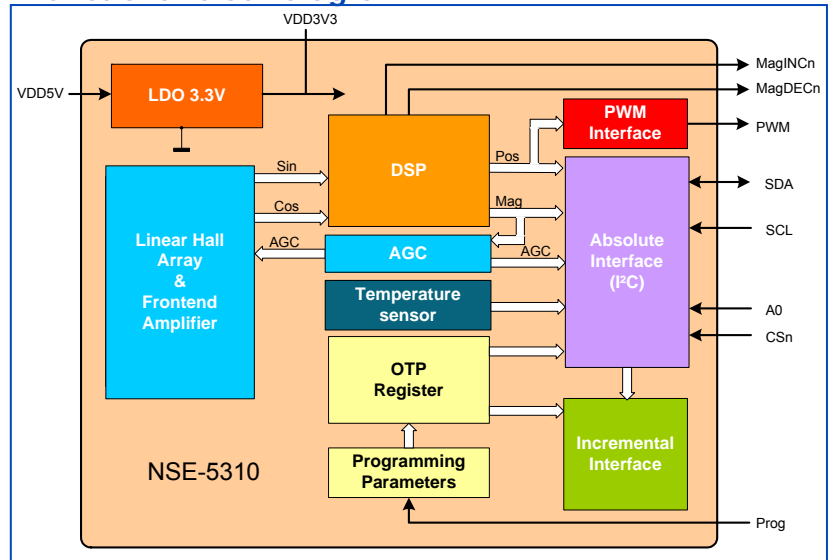 VDD3V3
VDD5V
LDO 3.3V
MagINCn
MagDECn
PWM
Interface
PWM
DSP
Sin
Cos
Pos
Mag
AGC
AGC
AGC
Linear Hall
Array
&
Frontend
Amplifier
Absolute
Interface
(I²C)
SDA
SCL
A0
CSn
Temperature
sensor
OTP
Register
Programming
Parameters
Incremental
Interface
NSE-5310
Prog